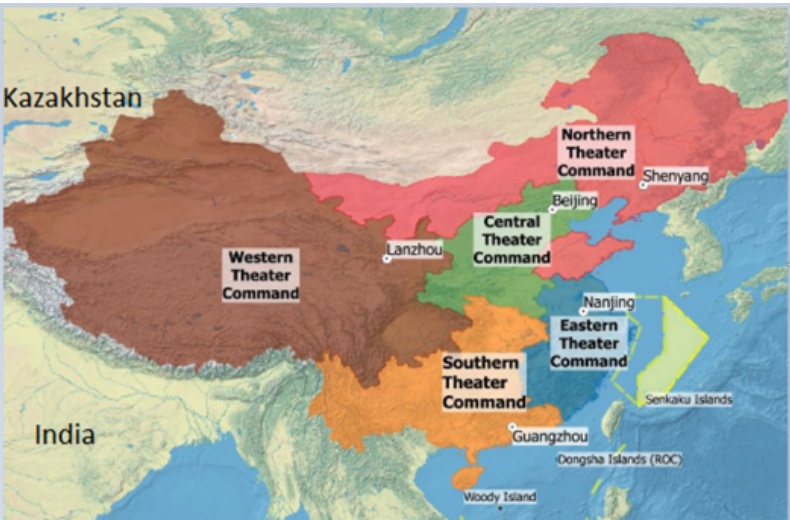 Kazakhstan
Northern
Theater
Command
Shenyang
Beijing
Central
Theater
Command
Lanzhou
Western
Theater
Command
Nanjing
Eastern
Theater
Command
Southern
Theater
Command
Senkaku Islands
India
Guangzhou
Dongsha Islands (ROC)
Woody Island